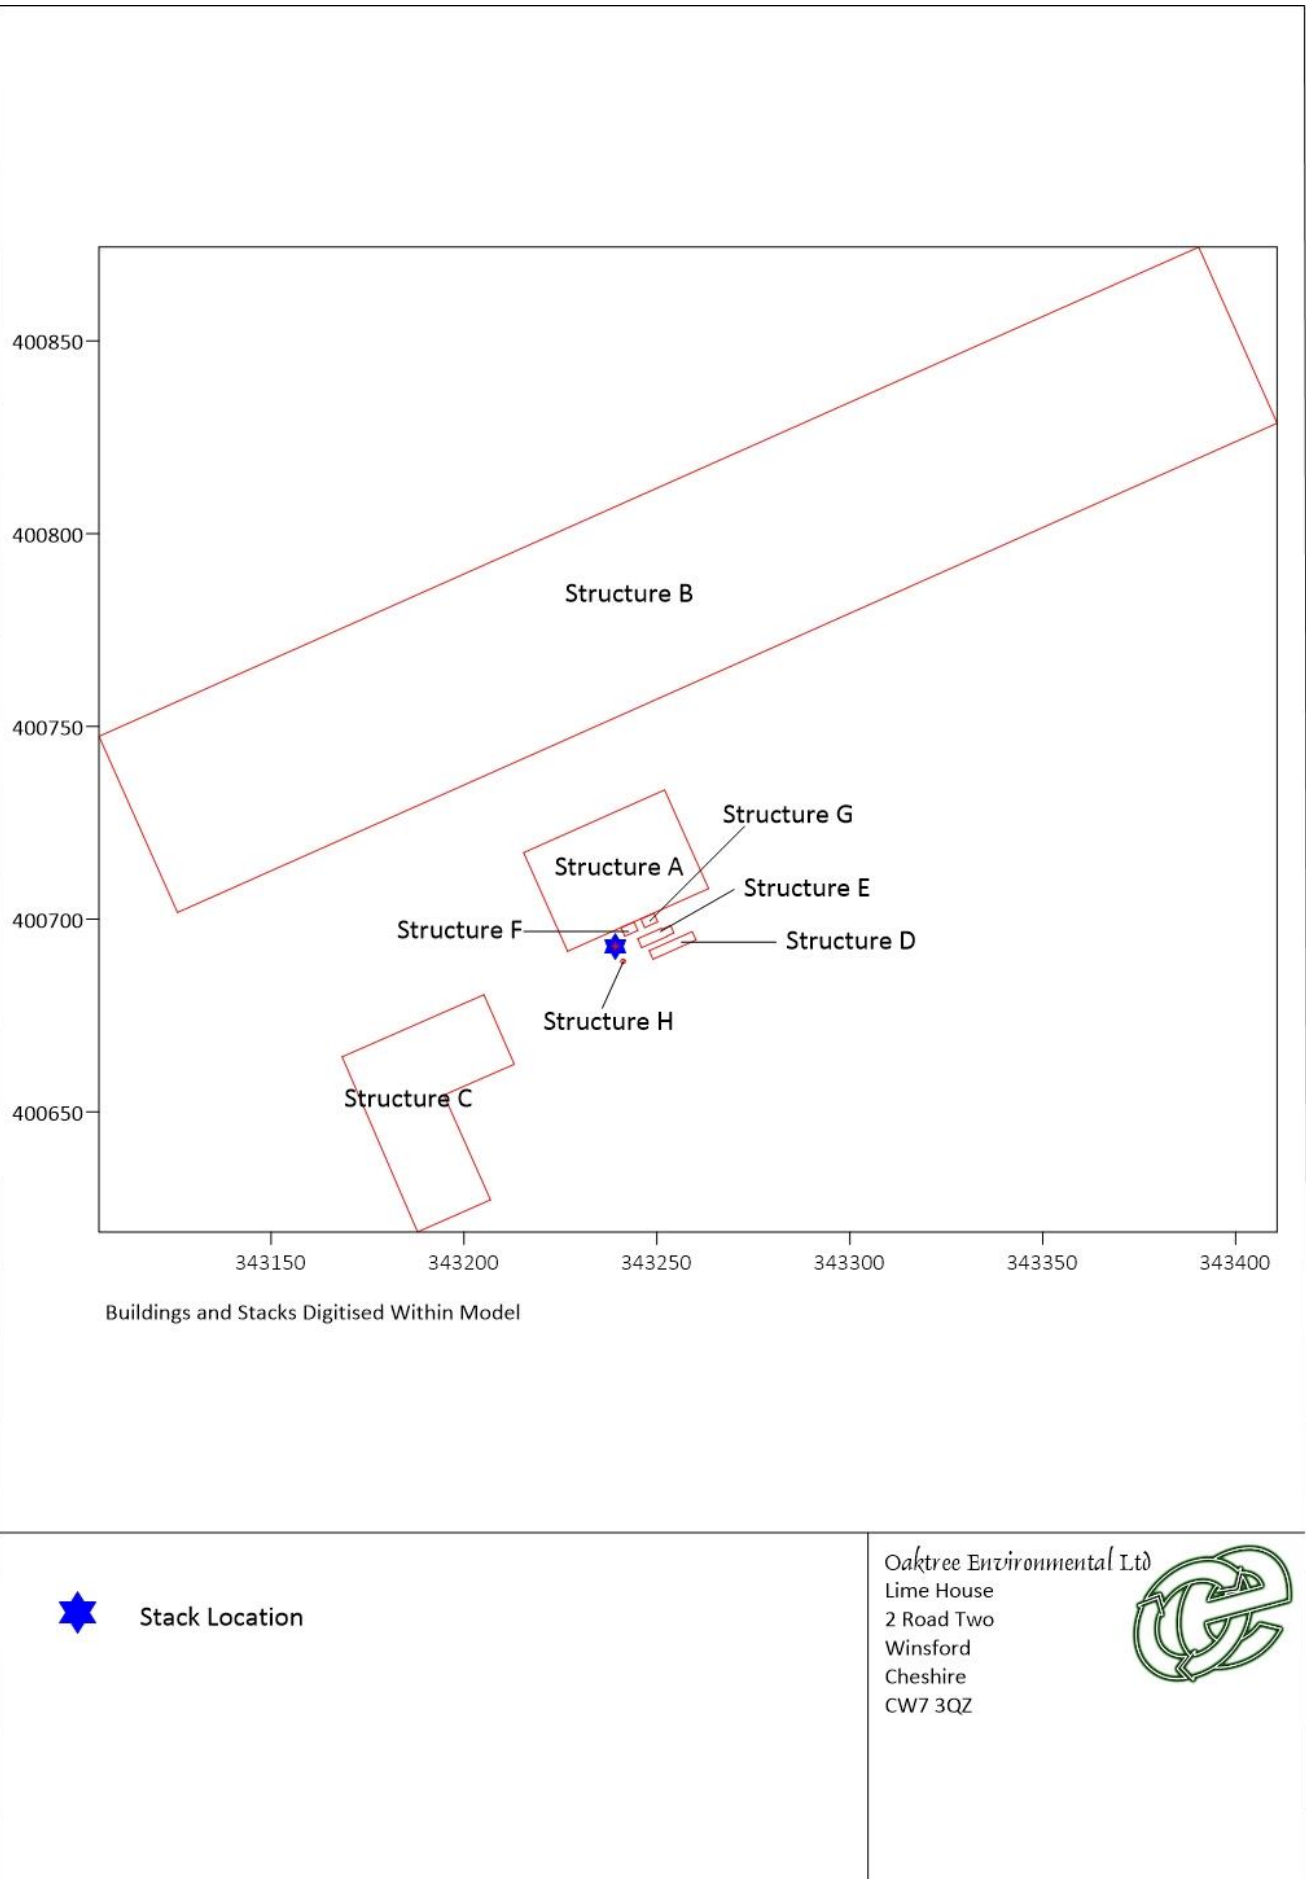 400850
400800
Structure B
400750
Structure G
Structure A
Structure E
400700
Structure F
Structure D
Structure H
Structure C
400650
343150 343200 343250 343300 343350 343400
Buildings and Stacks Digitised Within Model
Stack Location
Oaktree Environmental Ltd
Lime House
2 Road Two
Winsford
Cheshire
CW7 3QZ